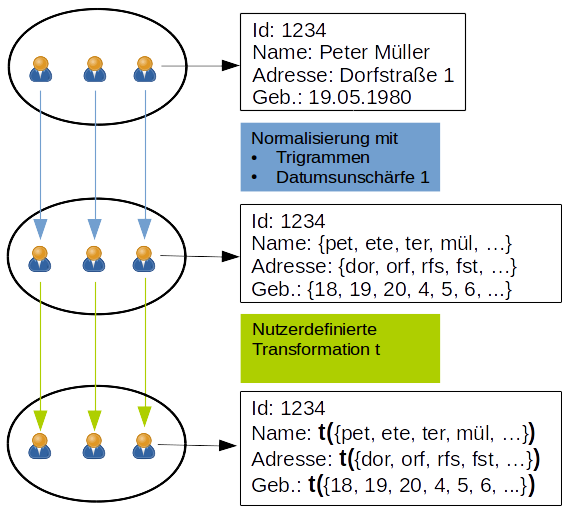 Id: 1234
Name: Peter Müller
Adresse: Dorfstraße 1
Geb.: 19.05.1980
Normalisierung mit
• Trigrammen
• Datumsunschärfe 1
Id: 1234
Name: {pet, ete, ter, mül, …}
Adresse: {dor, orf, rfs, fst, …}
Geb.: {18, 19, 20, 4, 5, 6, ...}
Nutzerdefinierte
Transformation t
Id: 1234
Name: t({pet, ete, ter, mül, …})
Adresse: t({dor, orf, rfs, fst, …})
Geb.: t({18, 19, 20, 4, 5, 6, ...})